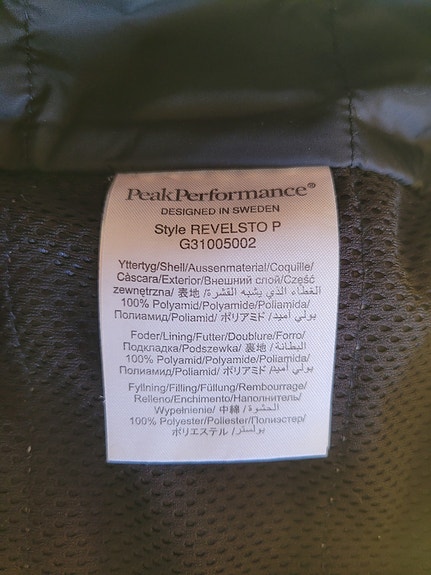 PeakPerformance®
DESIGNED IN SWEDEN
Style REVELSTO P
G31005002
Yttertyg/Shell/Aussenmaterial/Coquille/
Càscara/Exterior/Внешний слой/Część
zewnętrzna/ 表地 /الغطاء الذي يشبه القشرة/
100% Polyamid/Polyamide/Poliamida/
Полиамид/Poliamid/ ポリアミド /بولي أميد/
Foder/Lining/Futter/Doublure/Forro/
Подкладка/Podszewka/ 裏地 /البطانة/
100% Polyamid/Polyamide/Poliamida/
Полиамид/Poliamid/ ポリアミド /بولي أميد/
Fyllning/Filling/Füllung/Rembourrage/
Relleno/Enchimento/Наполнитель/
Wypełnienie/ 中綿 /الحشوة/
100% Polyester/Poliester/Полиэстер/
ポリエステル /بولستر/